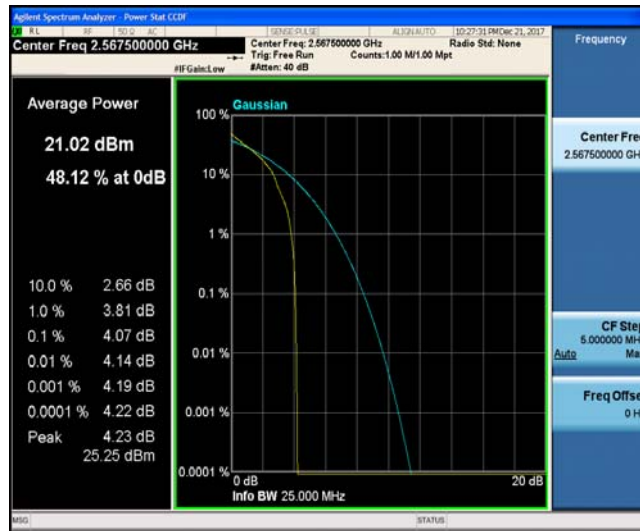 Agilent Spectrum Analyzer - Power Stat CCDF
RL RF 50 Ω AC SENSE:PULSE ALIGN AUTO 10:27:31 PM Dec 21, 2017
Center Freq 2.567500000 GHz
Center Freq: 2.567500000 GHz Radio Std: None
Trig: Free Run Counts:1.00 M/1.00 Mpt
#IFGain:Low #Atten: 40 dB
Frequency
Average Power
21.02 dBm
48.12 % at 0dB
10.0 % 2.66 dB
1.0 % 3.81 dB
0.1 % 4.07 dB
0.01 % 4.14 dB
0.001 % 4.19 dB
0.0001 % 4.22 dB
Peak 4.23 dB
25.25 dBm
Gaussian
100 %
10 %
1 %
0.1 %
0.01 %
0.001 %
0.0001 %
0 dB 20 dB
Info BW 25.000 MHz
Center Freq
2.567500000 GH
CF Step
5.000000 MH
Auto Ma
Freq Offse
0 H
MSG STATUS